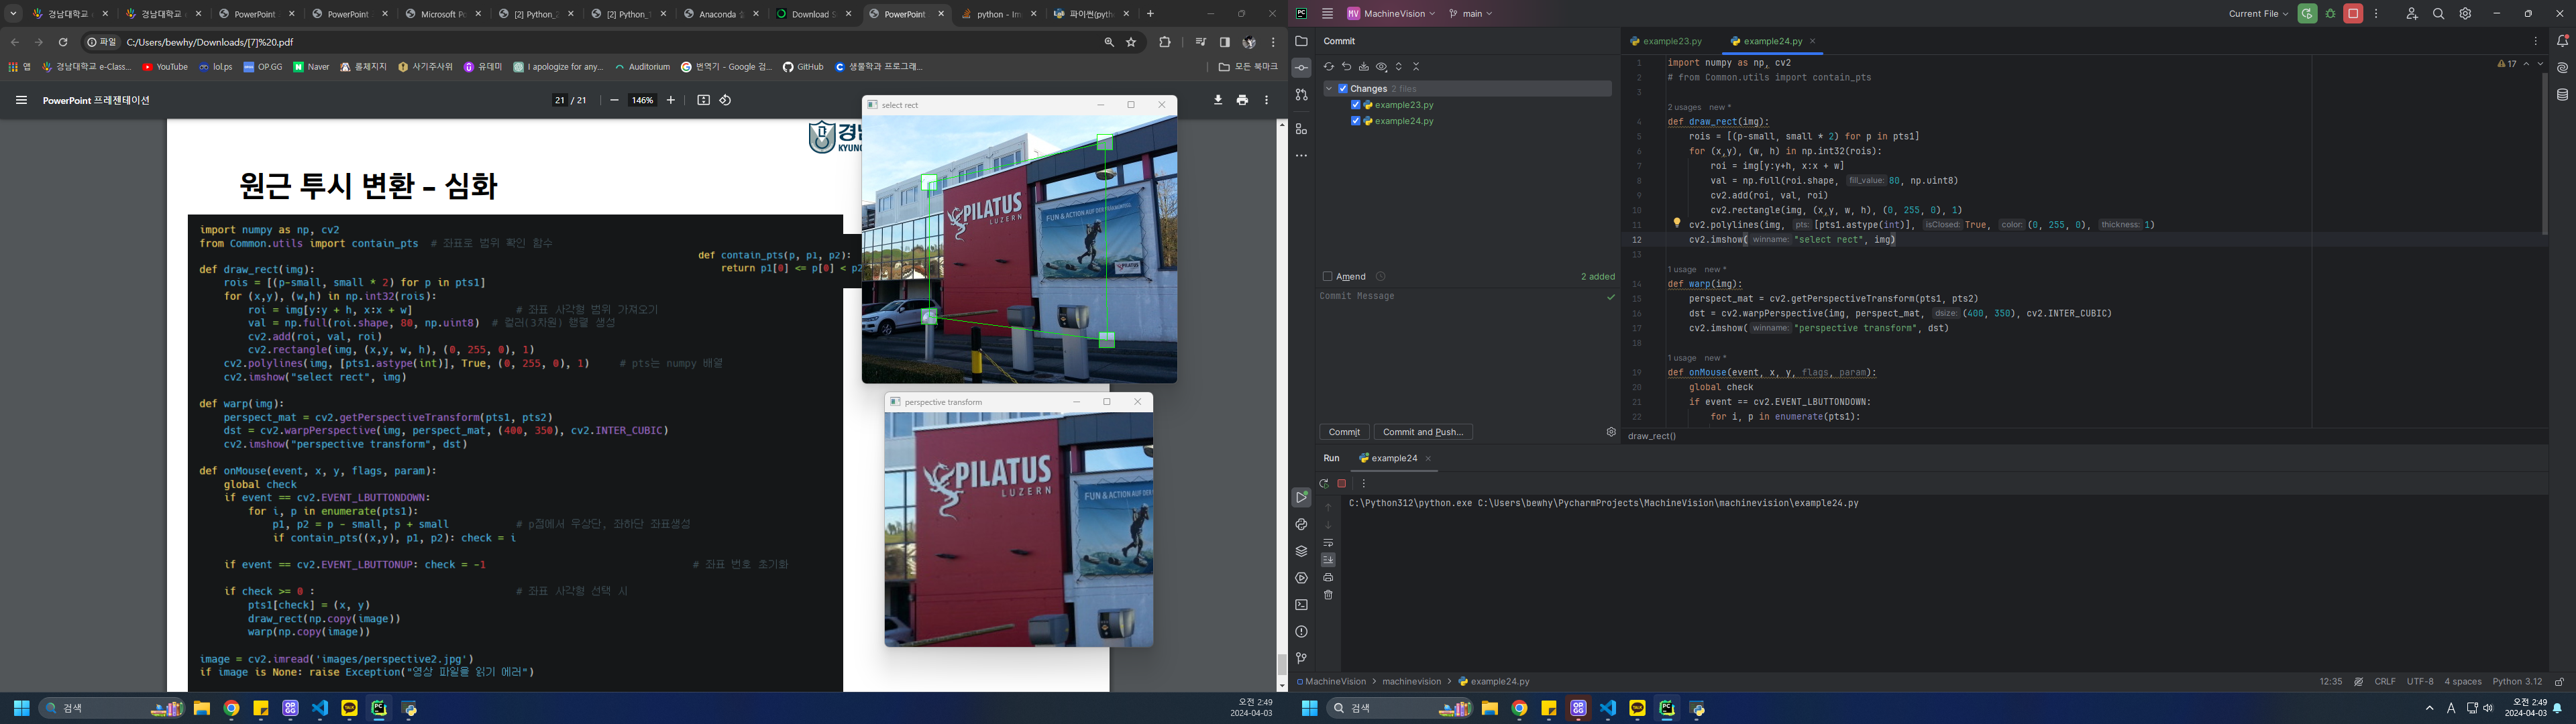 경남대학교
경남대학교
PowerPoint
PowerPoint
Microsoft Po
[2] Python_2
[2] Python_1
Anaconda 설
Download S
PowerPoint
python - Im
파이썬(pyth
파일
C:/Users/bewhy/Downloads/[7]%20.pdf
앱
경남대학교 e-Class...
YouTube
lol.ps
OP.GG
Naver
롤체지지
사기주사위
유데미
I apologize for any...
Auditorium
번역기 - Google 검...
GitHub
생물학과 프로그래...
모든 북마크
PowerPoint 프레젠테이션
21 / 21
146%
경남
KYUNG
원근 투시 변환 – 심화
import numpy as np, cv2
from Common.utils import contain_pts # 좌표로 범위 확인 함수
def draw_rect(img):
rois = [(p-small, small * 2) for p in pts1]
for (x,y), (w,h) in np.int32(rois):
roi = img[y:y + h, x:x + w] # 좌표 사각형 범위 가져오기
val = np.full(roi.shape, 80, np.uint8) # 컬러(3차원) 행렬 생성
cv2.add(roi, val, roi)
cv2.rectangle(img, (x,y, w, h), (0, 255, 0), 1)
cv2.polylines(img, [pts1.astype(int)], True, (0, 255, 0), 1) # pts는 numpy 배열
cv2.imshow("select rect", img)
def warp(img):
perspect_mat = cv2.getPerspectiveTransform(pts1, pts2)
dst = cv2.warpPerspective(img, perspect_mat, (400, 350), cv2.INTER_CUBIC)
cv2.imshow("perspective transform", dst)
def onMouse(event, x, y, flags, param):
global check
if event == cv2.EVENT_LBUTTONDOWN:
for i, p in enumerate(pts1):
p1, p2 = p - small, p + small # p점에서 우상단, 좌하단 좌표생성
if contain_pts((x,y), p1, p2): check = i
if event == cv2.EVENT_LBUTTONUP: check = -1 # 좌표 번호 초기화
if check >= 0 : # 좌표 사각형 선택 시
pts1[check] = (x, y)
draw_rect(np.copy(image))
warp(np.copy(image))
image = cv2.imread('images/perspective2.jpg')
if image is None: raise Exception("영상 파일을 읽기 에러")
def contain_pts(p, p1, p2):
return p1[0] <= p[0] < p2
select rect
PILATUS
LUZERN
FUN & ACTION AUF DER
PILATUS
perspective transform
PILATUS
LUZERN
FUN & ACTION AUF DER
검색
오전 2:49
2024-04-03
MV MachineVision
main
Current File
Commit
Changes 2 files
example23.py
example24.py
Amend
2 added
Commit Message
Commit
Commit and Push...
example23.py
example24.py
17
1 import numpy as np, cv2
2 # from Common.utils import contain_pts
3
2 usages new *
4 def draw_rect(img):
5 rois = [(p-small, small * 2) for p in pts1]
6 for (x,y), (w, h) in np.int32(rois):
7 roi = img[y:y+h, x:x + w]
8 val = np.full(roi.shape, fill_value: 80, np.uint8)
9 cv2.add(roi, val, roi)
10 cv2.rectangle(img, (x,y, w, h), (0, 255, 0), 1)
11 cv2.polylines(img, pts: [pts1.astype(int)], isClosed: True, color: (0, 255, 0), thickness: 1)
12 cv2.imshow( winname: "select rect", img)
13
1 usage new *
14 def warp(img):
15 perspect_mat = cv2.getPerspectiveTransform(pts1, pts2)
16 dst = cv2.warpPerspective(img, perspect_mat, dsize: (400, 350), cv2.INTER_CUBIC)
17 cv2.imshow( winname: "perspective transform", dst)
18
1 usage new *
19 def onMouse(event, x, y, flags, param):
20 global check
21 if event == cv2.EVENT_LBUTTONDOWN:
22 for i, p in enumerate(pts1):
draw_rect()
Run
example24
C:\Python312\python.exe C:\Users\bewhy\PycharmProjects\MachineVision\machinevision\example24.py
MachineVision > machinevision > example24.py
12:35
CRLF
UTF-8
4 spaces
Python 3.12
검색
A
오전 2:49
2024-04-03